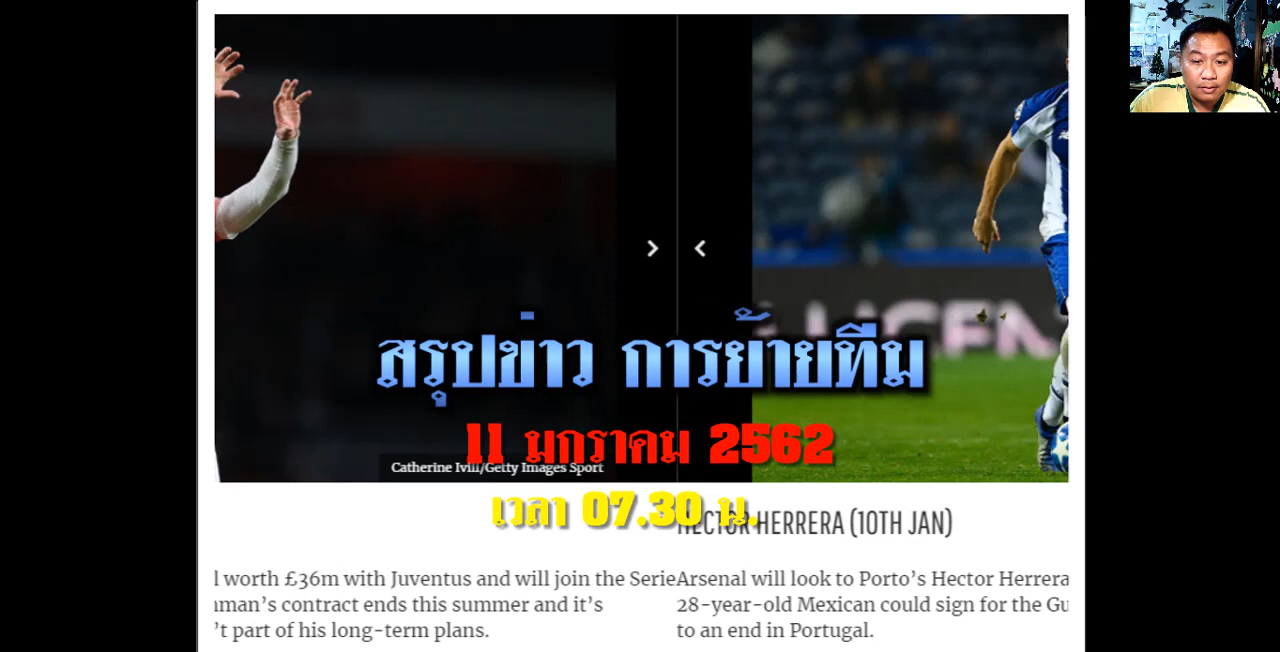 สรุปข่าว การย้ายทีม
11 มกราคม 2562
Catherine Ivill/Getty Images Sport
เวลา 07.30 น.
HECTOR HERRERA (10TH JAN)
l worth £36m with Juventus and will join the Serie
man’s contract ends this summer and it’s
’t part of his long-term plans.
Arsenal will look to Porto’s Hector Herrera
28-year-old Mexican could sign for the Gu
to an end in Portugal.